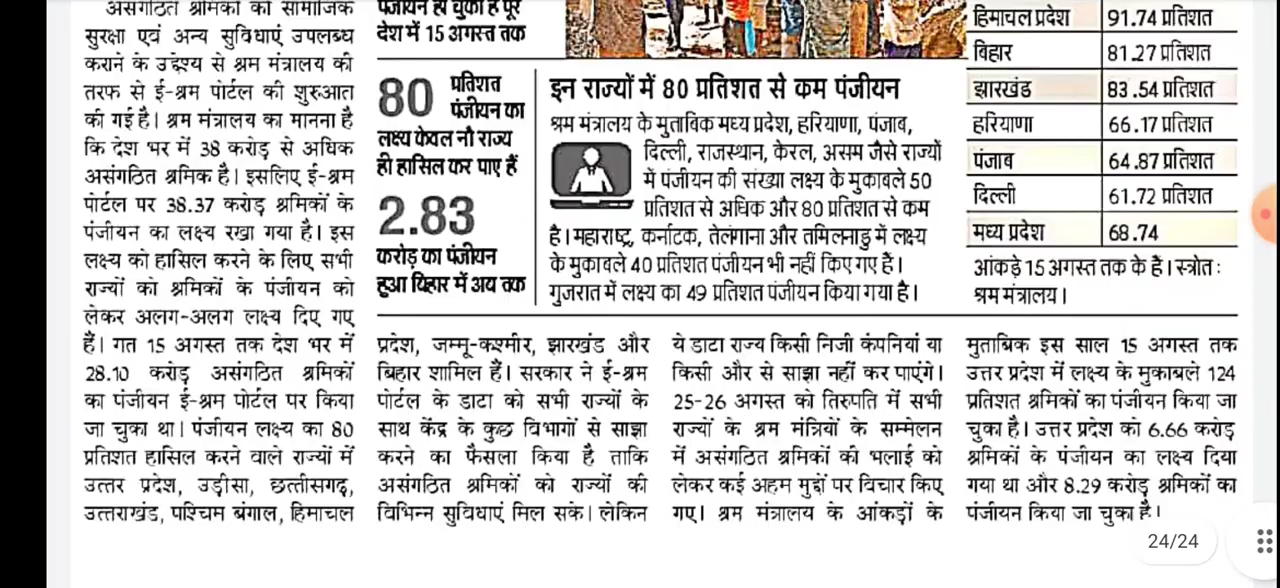 असंगठित श्रमिकों को सामाजिक
सुरक्षा एवं अन्य सुविधाएं उपलब्ध
कराने के उद्देश्य से श्रम मंत्रालय की
तरफ से ई-श्रम पोर्टल की शुरुआत
की गई है। श्रम मंत्रालय का मानना है
कि देश भर में 38 करोड़ से अधिक
असंगठित श्रमिक है। इसलिए ई-श्रम
पोर्टल पर 38.37 करोड़ श्रमिकों के
पंजीयन का लक्ष्य रखा गया है। इस
लक्ष्य को हासिल करने के लिए सभी
राज्यों को श्रमिकों के पंजीयन को
लेकर अलग-अलग लक्ष्य दिए गए
हैं। गत 15 अगस्त तक देश भर में
28.10 करोड़ असंगठित श्रमिकों
का पंजीयन ई-श्रम पोर्टल पर किया
जा चुका था। पंजीयन लक्ष्य का 80
प्रतिशत हासिल करने वाले राज्यों में
उत्तर प्रदेश, उड़ीसा, छत्तीसगढ़,
उत्तराखंड, पश्चिम बंगाल, हिमाचल
पंजीयन हो चुका है पूरे
देश में 15 अगस्त तक
80 प्रतिशत
पंजीयन का
लक्ष्य केवल नौ राज्य
ही हासिल कर पाए हैं
2.83
करोड़ का पंजीयन
हुआ बिहार में अब तक
इन राज्यों में 80 प्रतिशत से कम पंजीयन
श्रम मंत्रालय के मुताबिक मध्य प्रदेश, हरियाणा, पंजाब,
दिल्ली, राजस्थान, केरल, असम जैसे राज्यों
में पंजीयन की संख्या लक्ष्य के मुकाबले 50
प्रतिशत से अधिक और 80 प्रतिशत से कम
है। महाराष्ट्र, कर्नाटक, तेलंगाना और तमिलनाडु में लक्ष्य
के मुकाबले 40 प्रतिशत पंजीयन भी नहीं किए गए हैं।
गुजरात में लक्ष्य का 49 प्रतिशत पंजीयन किया गया है।
हिमाचल प्रदेश 91.74 प्रतिशत
बिहार 81.27 प्रतिशत
झारखंड 83.54 प्रतिशत
हरियाणा 66.17 प्रतिशत
पंजाब 64.87 प्रतिशत
दिल्ली 61.72 प्रतिशत
मध्य प्रदेश 68.74
आंकड़े 15 अगस्त तक के है। स्त्रोत :
श्रम मंत्रालय।
प्रदेश, जम्मू-कश्मीर, झारखंड और
बिहार शामिल हैं। सरकार ने ई-श्रम
पोर्टल के डाटा को सभी राज्यों के
साथ केंद्र के कुछ विभागों से साझा
करने का फैसला किया है ताकि
असंगठित श्रमिकों को राज्यों की
विभिन्न सुविधाएं मिल सके। लेकिन
ये डाटा राज्य किसी निजी कंपनियां या
किसी और से साझा नहीं कर पाएंगे।
25-26 अगस्त को तिरुपति में सभी
राज्यों के श्रम मंत्रियों के सम्मेलन
में असंगठित श्रमिकों की भलाई को
लेकर कई अहम मुद्दों पर विचार किए
गए। श्रम मंत्रालय के आंकड़ों के
मुताबिक इस साल 15 अगस्त तक
उत्तर प्रदेश में लक्ष्य के मुकाबले 124
प्रतिशत श्रमिकों का पंजीयन किया जा
चुका है। उत्तर प्रदेश को 6.66 करोड़
श्रमिकों के पंजीयन का लक्ष्य दिया
गया था और 8.29 करोड़ श्रमिकों का
पंजीयन किया जा चुका है।
24/24